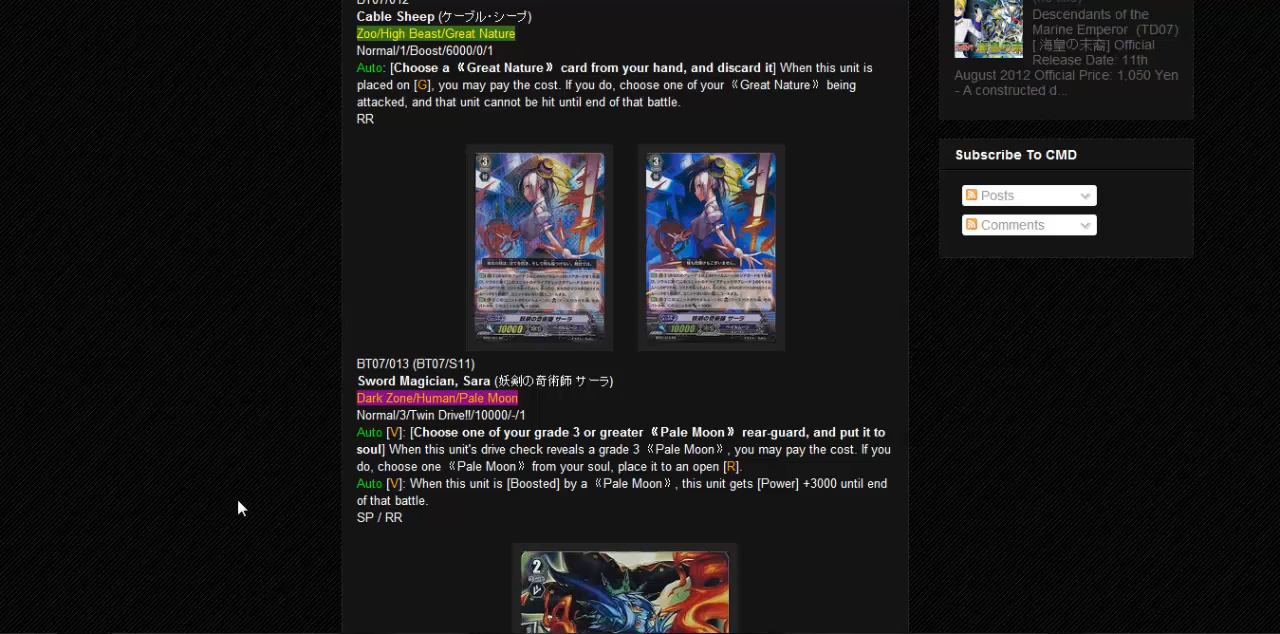 BT07/012
Cable Sheep (ケーブル・シープ)
Zoo/High Beast/Great Nature
Normal/1/Boost/6000/0/1
Auto: [Choose a 《Great Nature》 card from your hand, and discard it] When this unit is
placed on [G], you may pay the cost. If you do, choose one of your 《Great Nature》 being
attacked, and that unit cannot be hit until end of that battle.
RR
3
3
10000
10000
BT07/013 (BT07/S11)
Sword Magician, Sara (妖剣の奇術師 サーラ)
Dark Zone/Human/Pale Moon
Normal/3/Twin Drive!!/10000/-/1
Auto [V]: [Choose one of your grade 3 or greater 《Pale Moon》 rear-guard, and put it to
soul] When this unit's drive check reveals a grade 3 《Pale Moon》, you may pay the cost. If you
do, choose one 《Pale Moon》 from your soul, place it to an open [R].
Auto [V]: When this unit is [Boosted] by a 《Pale Moon》, this unit gets [Power] +3000 until end
of that battle.
SP / RR
2
Descendants of the
Marine Emperor (TD07)
[ 海皇の末裔] Official
Release Date: 11th
August 2012 Official Price: 1,050 Yen
- A constructed d...
Subscribe To CMD
Posts
Comments